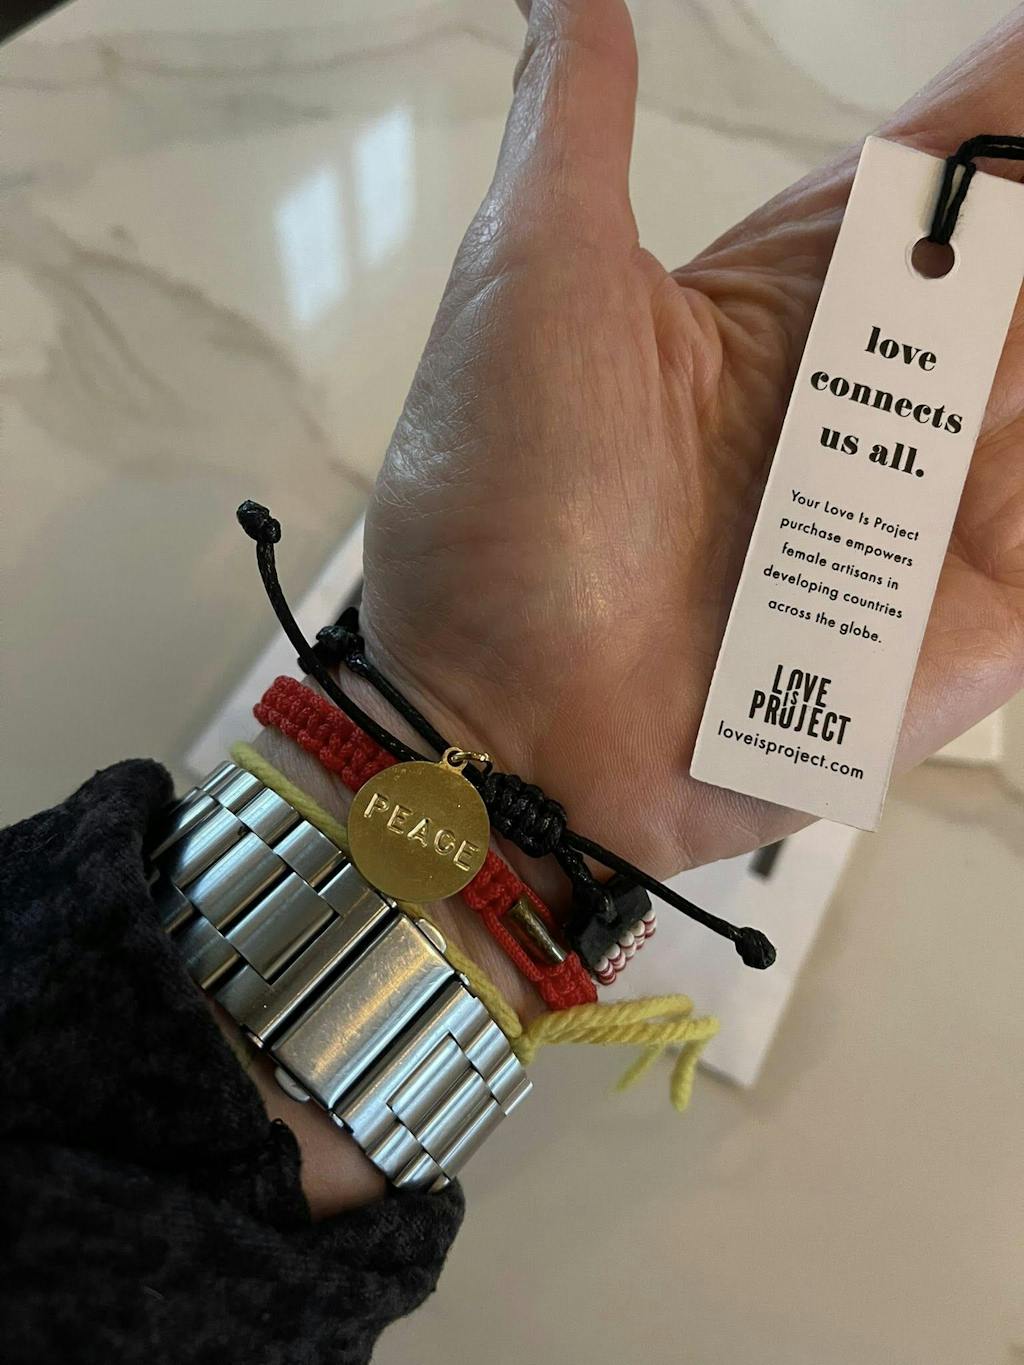 love
connects
us all.
Your Love Is Project
purchase empowers
female artisans in
developing countries
across the globe.
LOVE
IS
PROJECT
loveisproject.com
PEACE